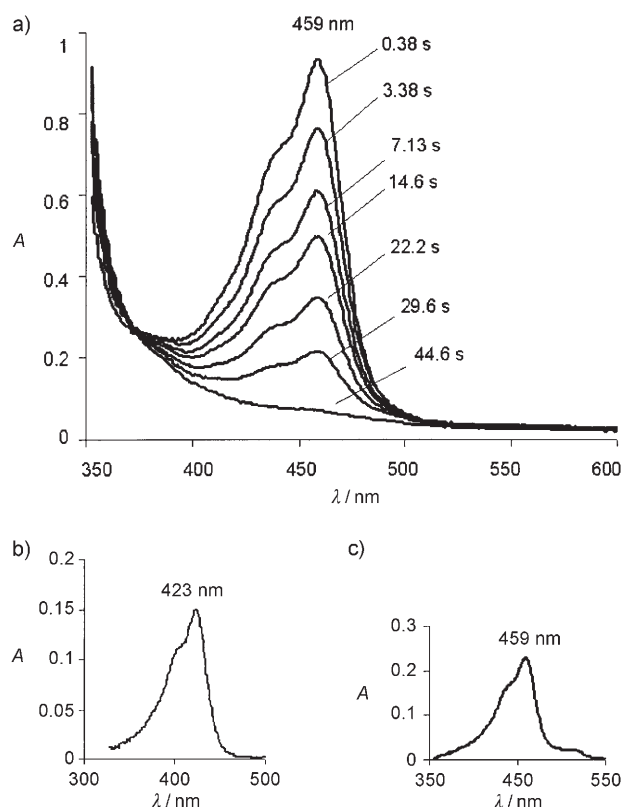 a)
459 nm
1
0.38 s
3.38 s
0.8
7.13 s
14.6 s
0.6
A
22.2 s
0.4
29.6 s
0.2
44.6 s
0
350 400 450 500 550 600
λ / nm
b)
0.2
423 nm
0.15
A
0.1
0.05
0
300 400 500
λ / nm
c)
0.3
459 nm
0.2
A
0.1
0
350 450 550
λ / nm